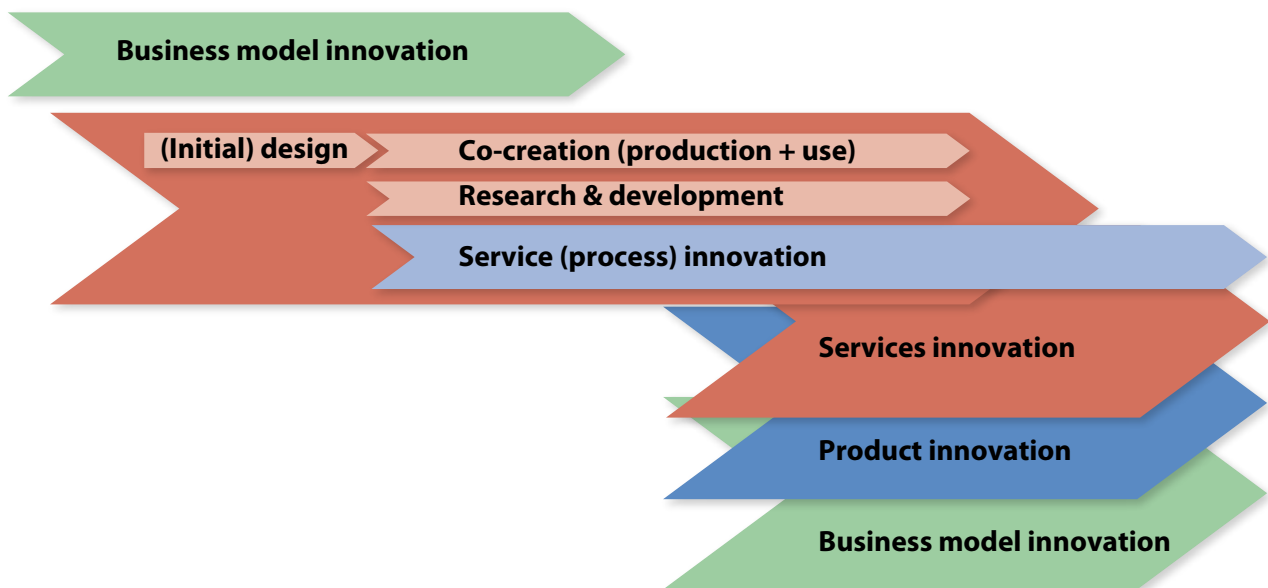 Business model innovation
(Initial) design
Co-creation (production + use)
Research & development
Service (process) innovation
Services innovation
Product innovation
Business model innovation